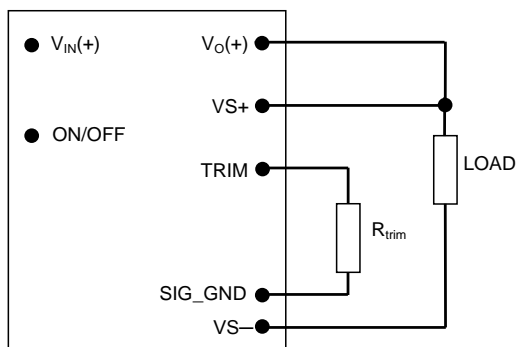 V_IN(+)
V_O(+)
VS+
ON/OFF
TRIM
LOAD
R_trim
SIG_GND
VS─